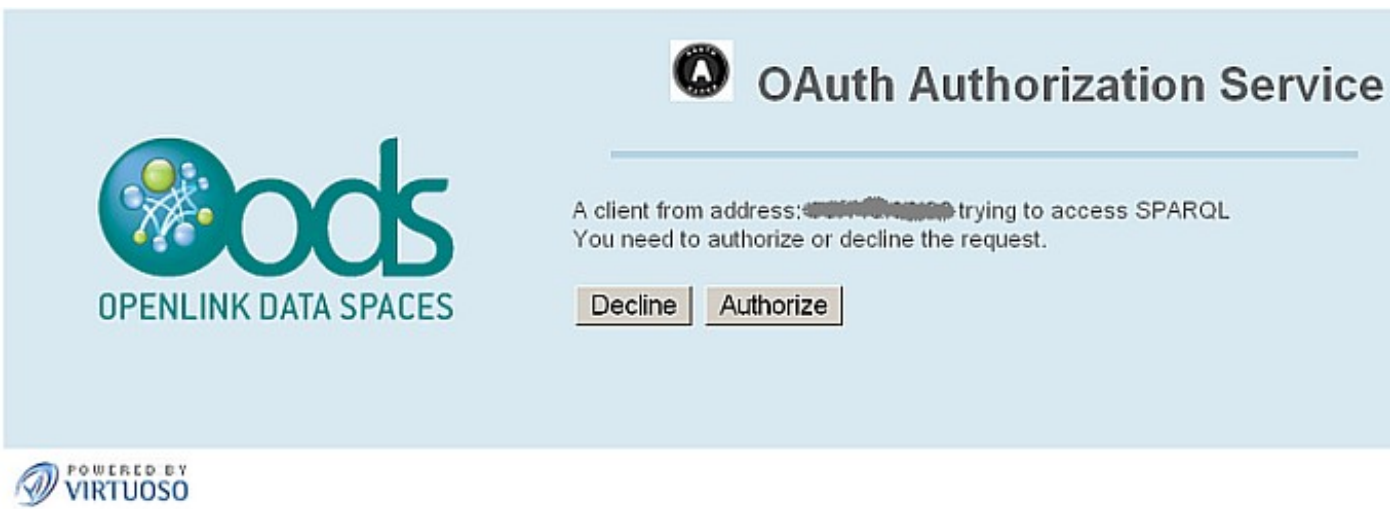 OAuth Authorization Service
ods
OPENLINK DATA SPACES
A client from address: trying to access SPARQL
You need to authorize or decline the request.
Decline Authorize
POWERED BY
VIRTUOSO